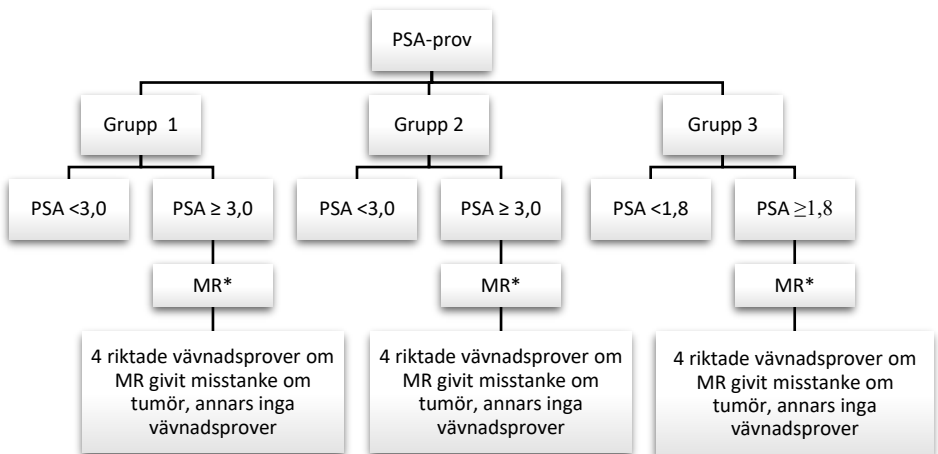 PSA-prov
Grupp 1
Grupp 2
Grupp 3
PSA <3,0
PSA ≥ 3,0
PSA <3,0
PSA ≥ 3,0
PSA <1,8
PSA ≥1,8
MR*
MR*
MR*
4 riktade vävnadsprover om
MR givit misstanke om
tumör, annars inga
vävnadsprover
4 riktade vävnadsprover om
MR givit misstanke om
tumör, annars inga
vävnadsprover
4 riktade vävnadsprover om
MR givit misstanke om
tumör, annars inga
vävnadsprover